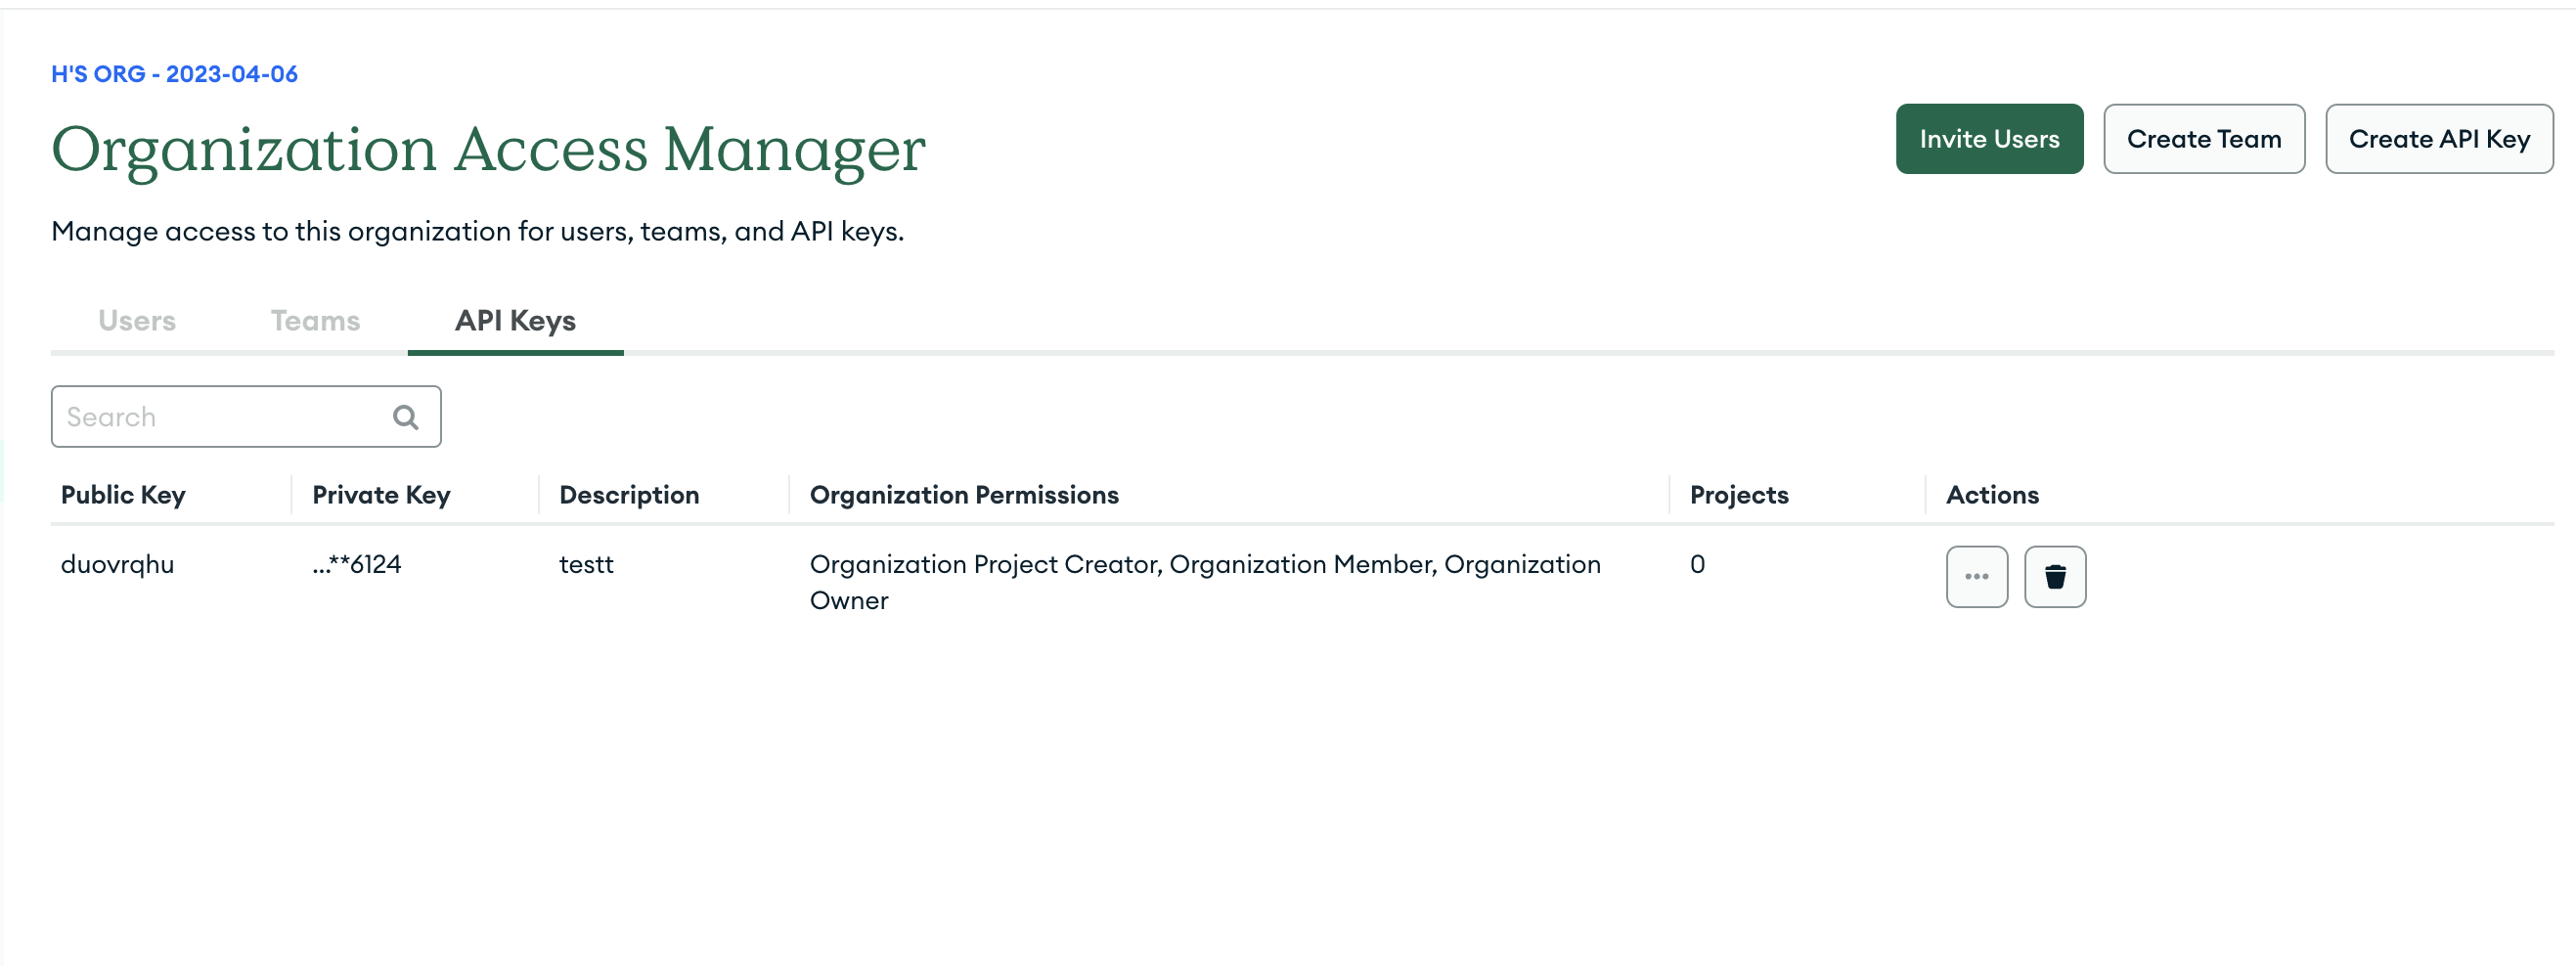 H'S ORG - 2023-04-06
Organization Access Manager
Invite Users
Create Team
Create API Key
Manage access to this organization for users, teams, and API keys.
Users
Teams
API Keys
Search
Public Key
Private Key
Description
Organization Permissions
Projects
Actions
duovrqhu
...**6124
testt
Organization Project Creator, Organization Member, Organization
Owner
0